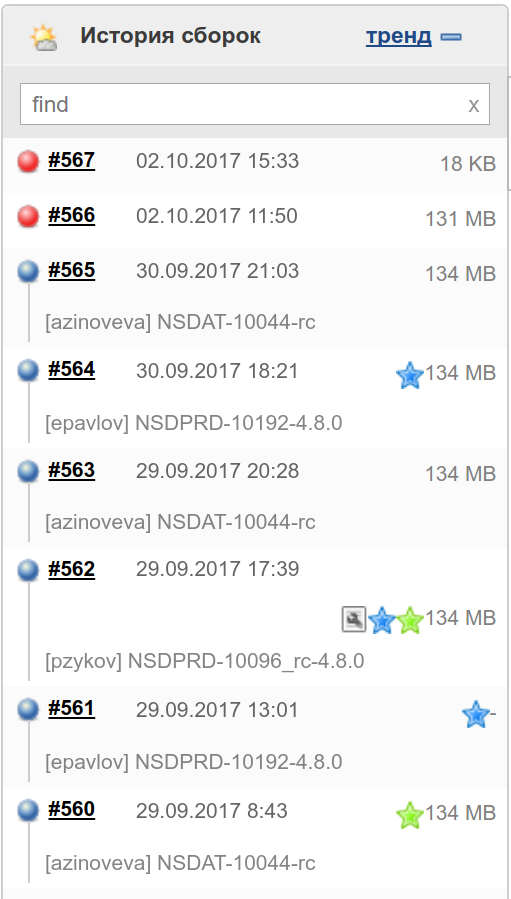 История сборок тренд
find x
#567 02.10.2017 15:33 18 KB
#566 02.10.2017 11:50 131 MB
#565 30.09.2017 21:03 134 MB
[azinoveva] NSDAT-10044-rc
#564 30.09.2017 18:21 134 MB
[epavlov] NSDPRD-10192-4.8.0
#563 29.09.2017 20:28 134 MB
[azinoveva] NSDAT-10044-rc
#562 29.09.2017 17:39
134 MB
[pzykov] NSDPRD-10096_rc-4.8.0
#561 29.09.2017 13:01 -
[epavlov] NSDPRD-10192-4.8.0
#560 29.09.2017 8:43 134 MB
[azinoveva] NSDAT-10044-rc